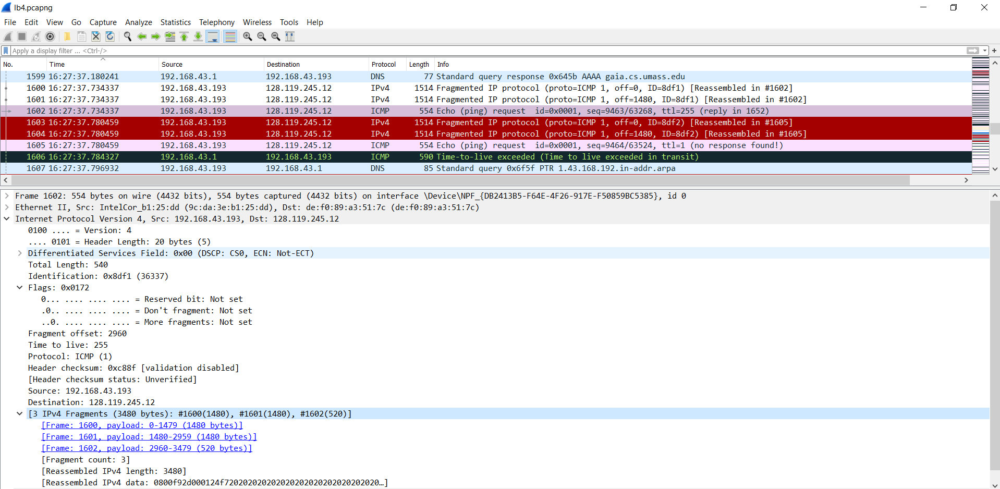 lb4.pcapng
File Edit View Go Capture Analyze Statistics Telephony Wireless Tools Help
Apply a display filter ... <Ctrl-/>
No. Time Source Destination Protocol Length Info
1599 16:27:37.180241 192.168.43.1 192.168.43.193 DNS 77 Standard query response 0x645b AAAA gaia.cs.umass.edu
1600 16:27:37.734337 192.168.43.193 128.119.245.12 IPv4 1514 Fragmented IP protocol (proto=ICMP 1, off=0, ID=8df1) [Reassembled in #1602]
1601 16:27:37.734337 192.168.43.193 128.119.245.12 IPv4 1514 Fragmented IP protocol (proto=ICMP 1, off=1480, ID=8df1) [Reassembled in #1602]
1602 16:27:37.734337 192.168.43.193 128.119.245.12 ICMP 554 Echo (ping) request id=0x0001, seq=9463/63268, ttl=255 (reply in 1652)
1603 16:27:37.780459 192.168.43.193 128.119.245.12 IPv4 1514 Fragmented IP protocol (proto=ICMP 1, off=0, ID=8df2) [Reassembled in #1605]
1604 16:27:37.780459 192.168.43.193 128.119.245.12 IPv4 1514 Fragmented IP protocol (proto=ICMP 1, off=1480, ID=8df2) [Reassembled in #1605]
1605 16:27:37.780459 192.168.43.193 128.119.245.12 ICMP 554 Echo (ping) request id=0x0001, seq=9464/63524, ttl=1 (no response found!)
1606 16:27:37.784327 192.168.43.1 192.168.43.193 ICMP 590 Time-to-live exceeded (Time to live exceeded in transit)
1607 16:27:37.796932 192.168.43.193 192.168.43.1 DNS 85 Standard query 0x6f5f PTR 1.43.168.192.in-addr.arpa
Frame 1602: 554 bytes on wire (4432 bits), 554 bytes captured (4432 bits) on interface \Device\NPF_{DB2413B5-F64E-4F26-917E-F50859BC5385}, id 0
Ethernet II, Src: IntelCor_b1:25:dd (9c:da:3e:b1:25:dd), Dst: de:f0:89:a3:51:7c (de:f0:89:a3:51:7c)
Internet Protocol Version 4, Src: 192.168.43.193, Dst: 128.119.245.12
0100 .... = Version: 4
.... 0101 = Header Length: 20 bytes (5)
Differentiated Services Field: 0x00 (DSCP: CS0, ECN: Not-ECT)
Total Length: 540
Identification: 0x8df1 (36337)
Flags: 0x0172
0... .... .... .... = Reserved bit: Not set
.0.. .... .... .... = Don't fragment: Not set
..0. .... .... .... = More fragments: Not set
Fragment offset: 2960
Time to live: 255
Protocol: ICMP (1)
Header checksum: 0xc88f [validation disabled]
[Header checksum status: Unverified]
Source: 192.168.43.193
Destination: 128.119.245.12
[3 IPv4 Fragments (3480 bytes): #1600(1480), #1601(1480), #1602(520)]
[Frame: 1600, payload: 0-1479 (1480 bytes)]
[Frame: 1601, payload: 1480-2959 (1480 bytes)]
[Frame: 1602, payload: 2960-3479 (520 bytes)]
[Fragment count: 3]
[Reassembled IPv4 length: 3480]
[Reassembled IPv4 data: 0800f92d000124f72020202020202020202020202020202020…]